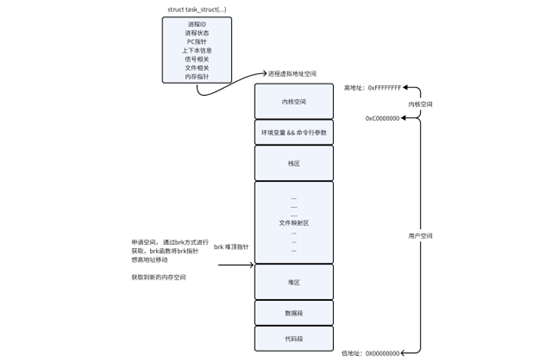 struct task_struct{...}
进程ID
进程状态
PC指针
上下本信息
信号相关
文件相关
内存指针
进程虚拟地址空间
内核空间
环境变量 && 命令行参数
栈区
...
...
...
文件映射区
...
...
...
堆区
数据段
代码段
高地址：0xFFFFFFFF
内核空间
0xC0000000
用户空间
低地址：0X00000000
申请空间，通过brk方式进行
获取，brk函数将brk指针
想高地址移动
获取到新的内存空间
brk 堆顶指针